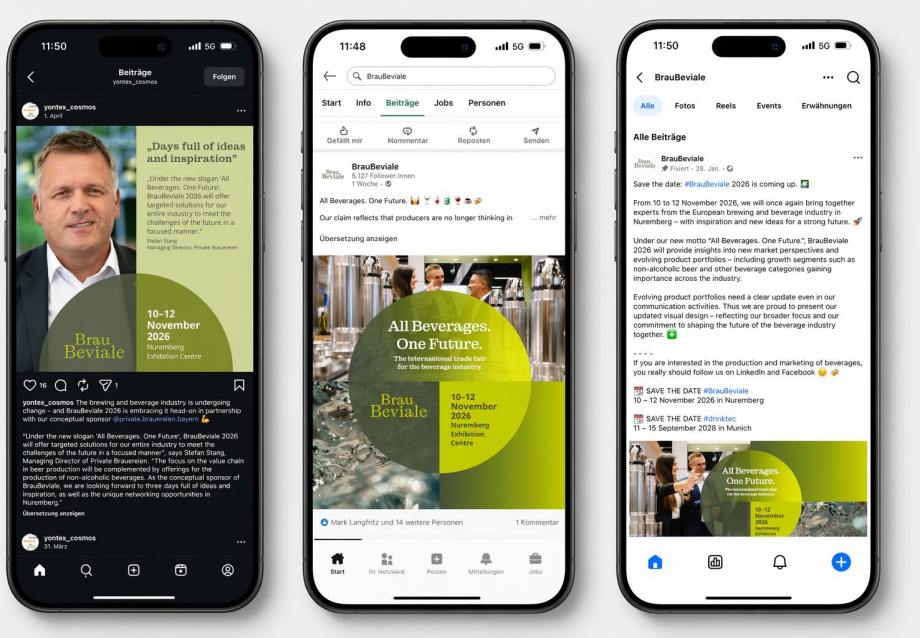 11:50
5G
Beiträge
yontex_cosmos
Folgen
yontex_cosmos
1. April
„Days full of ideas
and inspiration”
„Under the new slogan ‘All
Beverages. One Future’,
BrauBeviale 2026 will offer
targeted solutions for our
entire industry to meet the
challenges of the future in a
focused manner.”
Stefan Stang
Managing Director, Private Brauereien
10–12
November
2026
Nuremberg
Exhibition Centre
Brau
Beviale
16
1
yontex_cosmos The brewing and beverage industry is undergoing
change – and BrauBeviale 2026 is embracing it head-on in partnership
with our conceptual sponsor @private.brauereien.bayern
“Under the new slogan ‘All Beverages. One Future’, BrauBeviale 2026
will offer targeted solutions for our entire industry to meet the
challenges of the future in a focused manner”, says Stefan Stang,
Managing Director of Private Brauereien. “The focus on the value chain
in beer production will be complemented by offerings for the
production of non-alcoholic beverages. As the conceptual sponsor of
BrauBeviale, we are looking forward to three days full of ideas and
inspiration, as well as the unique networking opportunities in
Nuremberg.”
Übersetzung anzeigen
yontex_cosmos
31. März
11:48
5G
BrauBeviale
Start Info Beiträge Jobs Personen
Gefällt mir Mommentar Reposten Senden
Brau
Beviale
BrauBeviale
5.127 Follower:innen
1 Woche •
All Beverages. One Future.
Our claim reflects that producers are no longer thinking in ... mehr
Übersetzung anzeigen
All Beverages.
One Future.
The international trade fair
for the beverage industry.
Brau
Beviale
10–12
November
2026
Nuremberg
Exhibition
Centre
Mark Langfritz und 14 weitere Personen
1 Kommentar
Start Ihr Netzwerk Posten Mitteilungen Jobs
11:50
5G
BrauBeviale
Alle Fotos Reels Events Erwähnungen
Alle Beiträge
Brau
Beviale
BrauBeviale
Fixiert · 28. Jan. ·
Save the date: #BrauBeviale 2026 is coming up.
From 10 to 12 November 2026, we will once again bring together
experts from the European brewing and beverage industry in
Nuremberg – with inspiration and new ideas for a strong future.
Under our new motto “All Beverages. One Future.”, BrauBeviale
2026 will provide insights into new market perspectives and
evolving product portfolios – including growth segments such as
non-alcoholic beer and other beverage categories gaining
importance across the industry.
Evolving product portfolios need a clear update even in our
communication activities. Thus we are proud to present our
updated visual design – reflecting our broader focus and our
commitment to shaping the future of the beverage industry
together.
- - - -
If you are interested in the production and marketing of beverages,
you really should follow us on LinkedIn and Facebook
SAVE THE DATE #BrauBeviale
10 – 12 November 2026 in Nuremberg
SAVE THE DATE #drinktec
11 – 15 September 2028 in Munich
All Beverages.
One Future.
The international trade fair
for the beverage industry.
Brau
Beviale
10–12
November
2026
Nuremberg
Exhibition